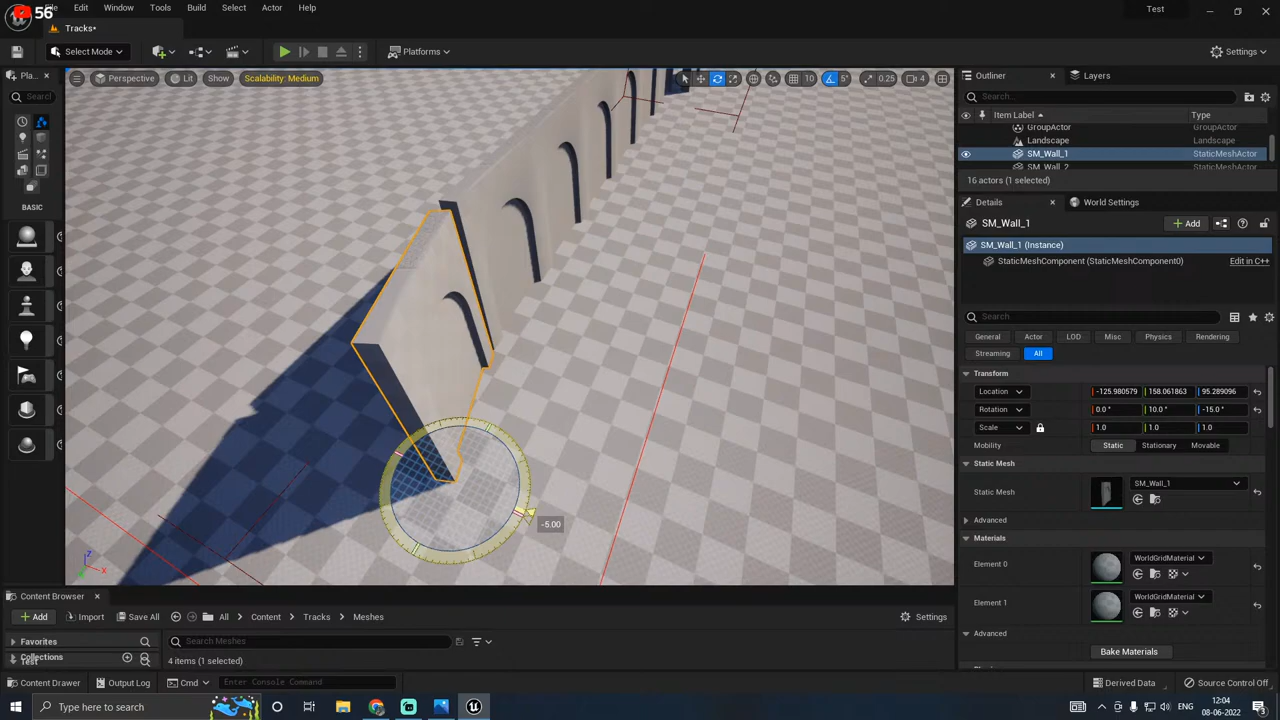 56
File Edit Window Tools Build Select Actor Help
Test
Tracks*
Select Mode
Platforms
Settings
Pla...
Searcl
BASIC
Perspective
Lit
Show
Scalability: Medium
10
5°
0.25
4
-5.00
Z
X
Outliner
Layers
Search...
Item Label
Type
GroupActor GroupActor
Landscape Landscape
SM_Wall_1 StaticMeshActor
SM_Wall_2 StaticMeshActor
16 actors (1 selected)
Details
World Settings
SM_Wall_1
Add
SM_Wall_1 (Instance)
StaticMeshComponent (StaticMeshComponent0)
Edit in C++
Search
General Actor LOD Misc Physics Rendering
Streaming All
Transform
Location -125.980579 158.061863 95.289096
Rotation 0.0 ° 10.0 ° -15.0 °
Scale 1.0 1.0 1.0
Mobility Static Stationary Movable
Static Mesh
Static Mesh SM_Wall_1
Advanced
Materials
Element 0 WorldGridMaterial
Element 1 WorldGridMaterial
Advanced
Bake Materials
Content Browser
Add Import Save All All Content Tracks Meshes Settings
Favorites
Search Meshes
Test
Collections
4 items (1 selected)
Content Drawer Output Log Cmd Enter Console Command
Derived Data Source Control Off
Type here to search
12:04
08-06-2022